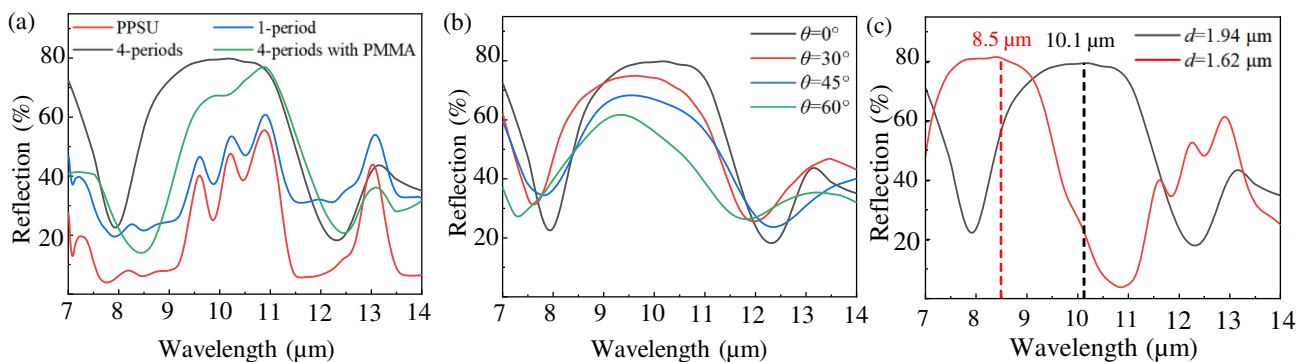 (a)
PPSU
1-period
4-periods
4-periods with PMMA
Reflection (%)
80
60
40
20
7 8 9 10 11 12 13 14
Wavelength (μm)
(b)
θ=0°
θ=30°
θ=45°
θ=60°
Reflection (%)
80
60
40
20
7 8 9 10 11 12 13 14
Wavelength (μm)
(c)
8.5 μm
10.1 μm
d=1.94 μm
d=1.62 μm
Reflection (%)
80
60
40
20
7 8 9 10 11 12 13 14
Wavelength (μm)